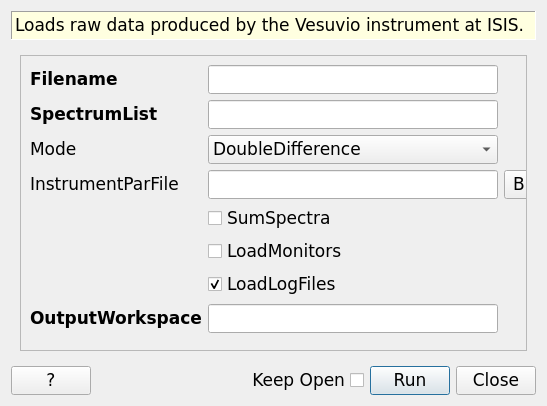 Loads raw data produced by the Vesuvio instrument at ISIS.
Filename
SpectrumList
Mode DoubleDifference
InstrumentParFile B
SumSpectra
LoadMonitors
LoadLogFiles
OutputWorkspace
? Keep Open Run Close